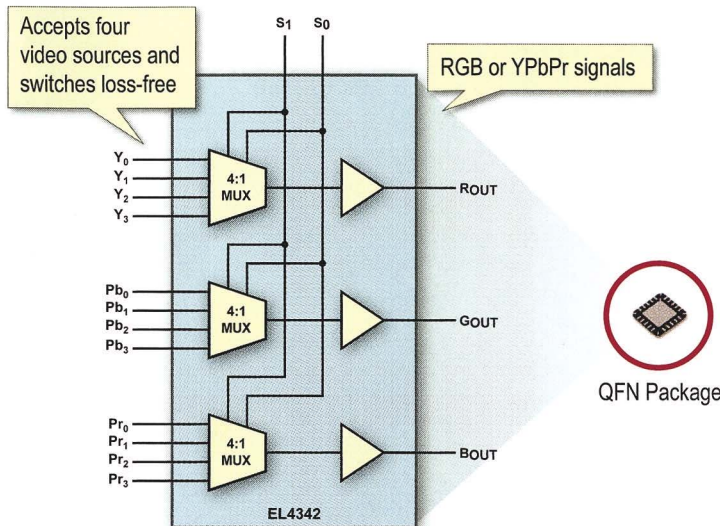 Accepts four
video sources and
switches loss-free
S1 S0
RGB or YPbPr signals
Y0
Y1
Y2
Y3
4:1
MUX
ROUT
Pb0
Pb1
Pb2
Pb3
4:1
MUX
GOUT
QFN Package
Pr0
Pr1
Pr2
Pr3
4:1
MUX
BOUT
EL4342